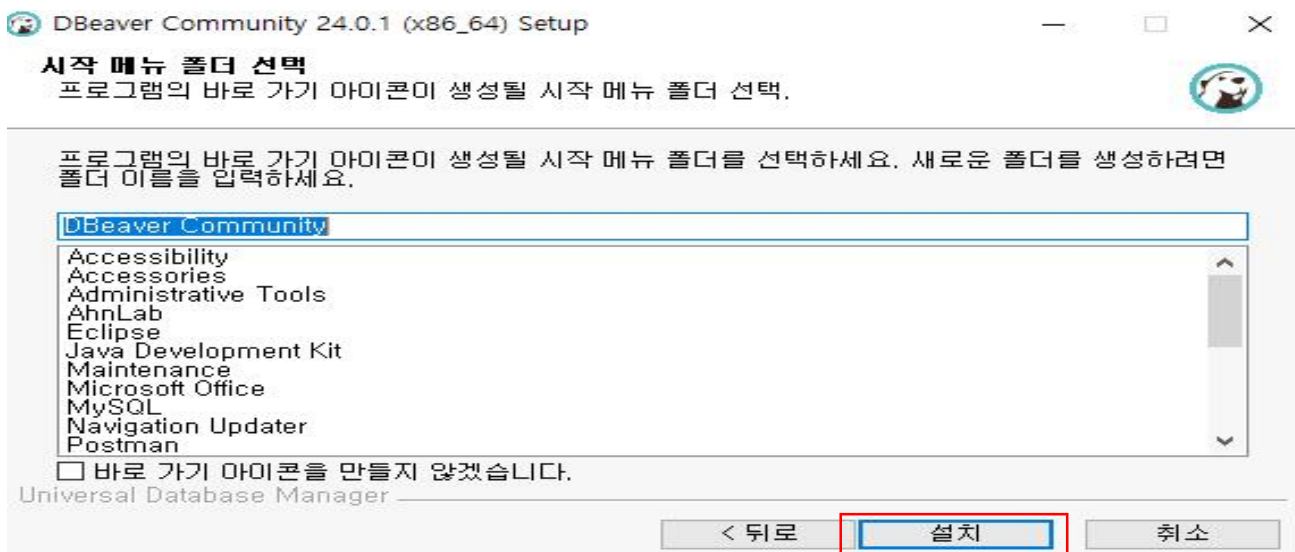 DBeaver Community 24.0.1 (x86_64) Setup
시작 메뉴 폴더 선택
프로그램의 바로 가기 아이콘이 생성될 시작 메뉴 폴더 선택.
프로그램의 바로 가기 아이콘이 생성될 시작 메뉴 폴더를 선택하세요. 새로운 폴더를 생성하려면
폴더 이름을 입력하세요.
DBeaver Community
Accessibility
Accessories
Administrative Tools
AhnLab
Eclipse
Java Development Kit
Maintenance
Microsoft Office
MySQL
Navigation Updater
Postman
바로 가기 아이콘을 만들지 않겠습니다.
Universal Database Manager
< 뒤로 설치 취소